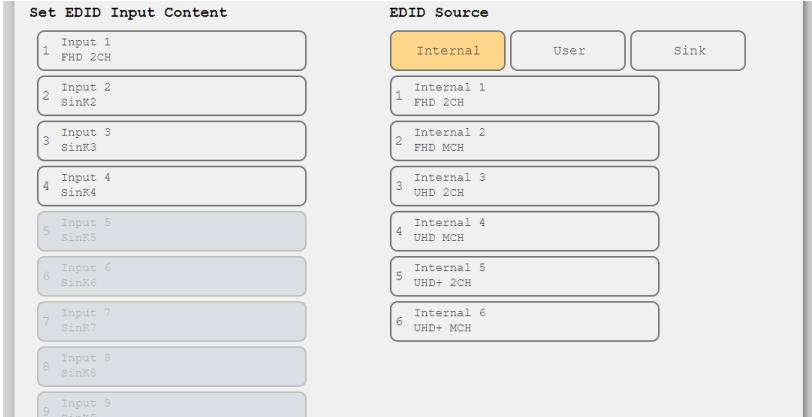 Set EDID Input Content
1
Input 1
FHD 2CH
2
Input 2
SinK2
3
Input 3
SinK3
4
Input 4
SinK4
5
Input 5
SinK5
6
Input 6
SinK6
7
Input 7
SinK7
8
Input 8
SinK8
9
Input 9
EDID Source
Internal
User
Sink
1
Internal 1
FHD 2CH
2
Internal 2
FHD MCH
3
Internal 3
UHD 2CH
4
Internal 4
UHD MCH
5
Internal 5
UHD+ 2CH
6
Internal 6
UHD+ MCH